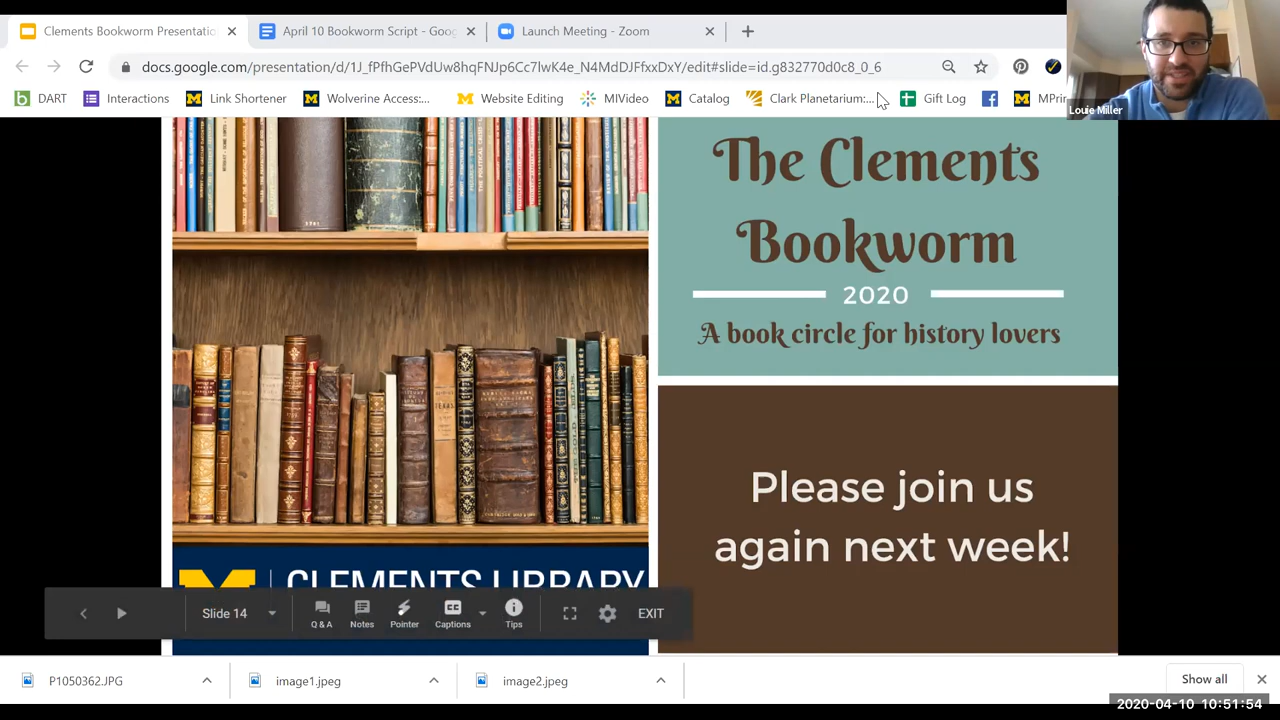 Clements Bookworm Presentatio
April 10 Bookworm Script - Goog
Launch Meeting - Zoom
docs.google.com/presentation/d/1J_fPfhGePVdUw8HqFNJp6Cc7lwK4e_N4MdDJFfxxDxY/edit#slide=id.g832770d0c8_0_6
DART
Interactions
Link Shortener
Wolverine Access:...
Website Editing
MiVideo
Catalog
Clark Planetarium:...
Gift Log
MPrin
Louie Miller
The Clements
Bookworm
2020
A book circle for history lovers
Please join us
again next week!
M CLEMENTS LIBRARY
Slide 14
Q & A
Notes
Pointer
Captions
Tips
EXIT
P1050362.JPG
image1.jpeg
image2.jpeg
Show all
2020-04-10 10:51:54